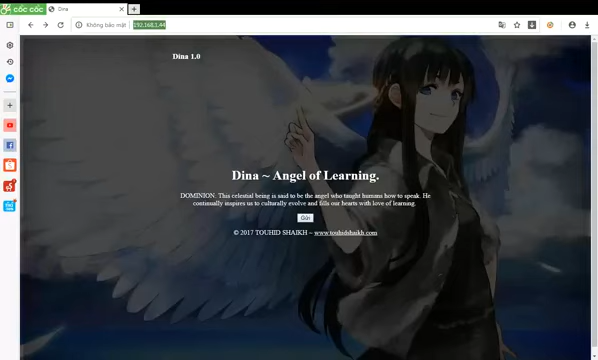 cốc cốc
Dina
Không bảo mật
192.168.1.44
Dina 1.0
Dina ~ Angel of Learning.
DOMINION. This celestial being is said to be the angel who taught humans how to speak. He
continually inspires us to culturally evolve and fills our hearts with love of learning.
Gửi
© 2017 TOUHID SHAIKH ~ www.touhidshaikh.com